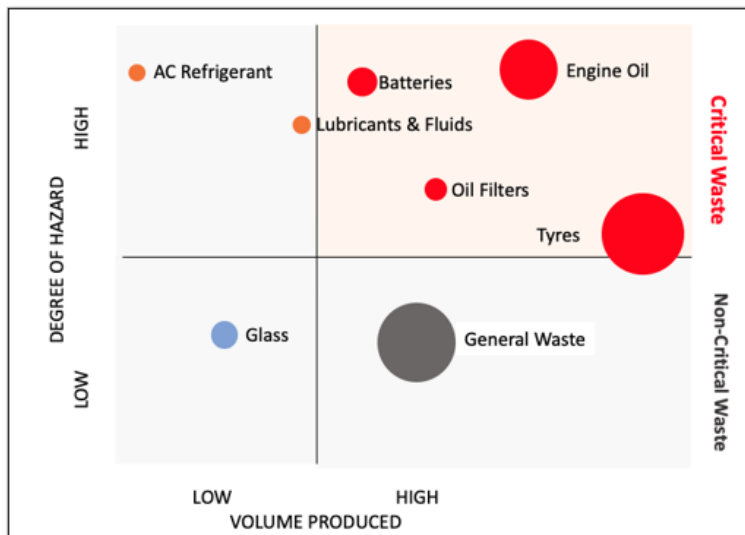 AC Refrigerant
Batteries
Engine Oil
Lubricants & Fluids
Oil Filters
Tyres
Glass
General Waste
HIGH
LOW
DEGREE OF HAZARD
Critical Waste
Non-Critical Waste
LOW
HIGH
VOLUME PRODUCED